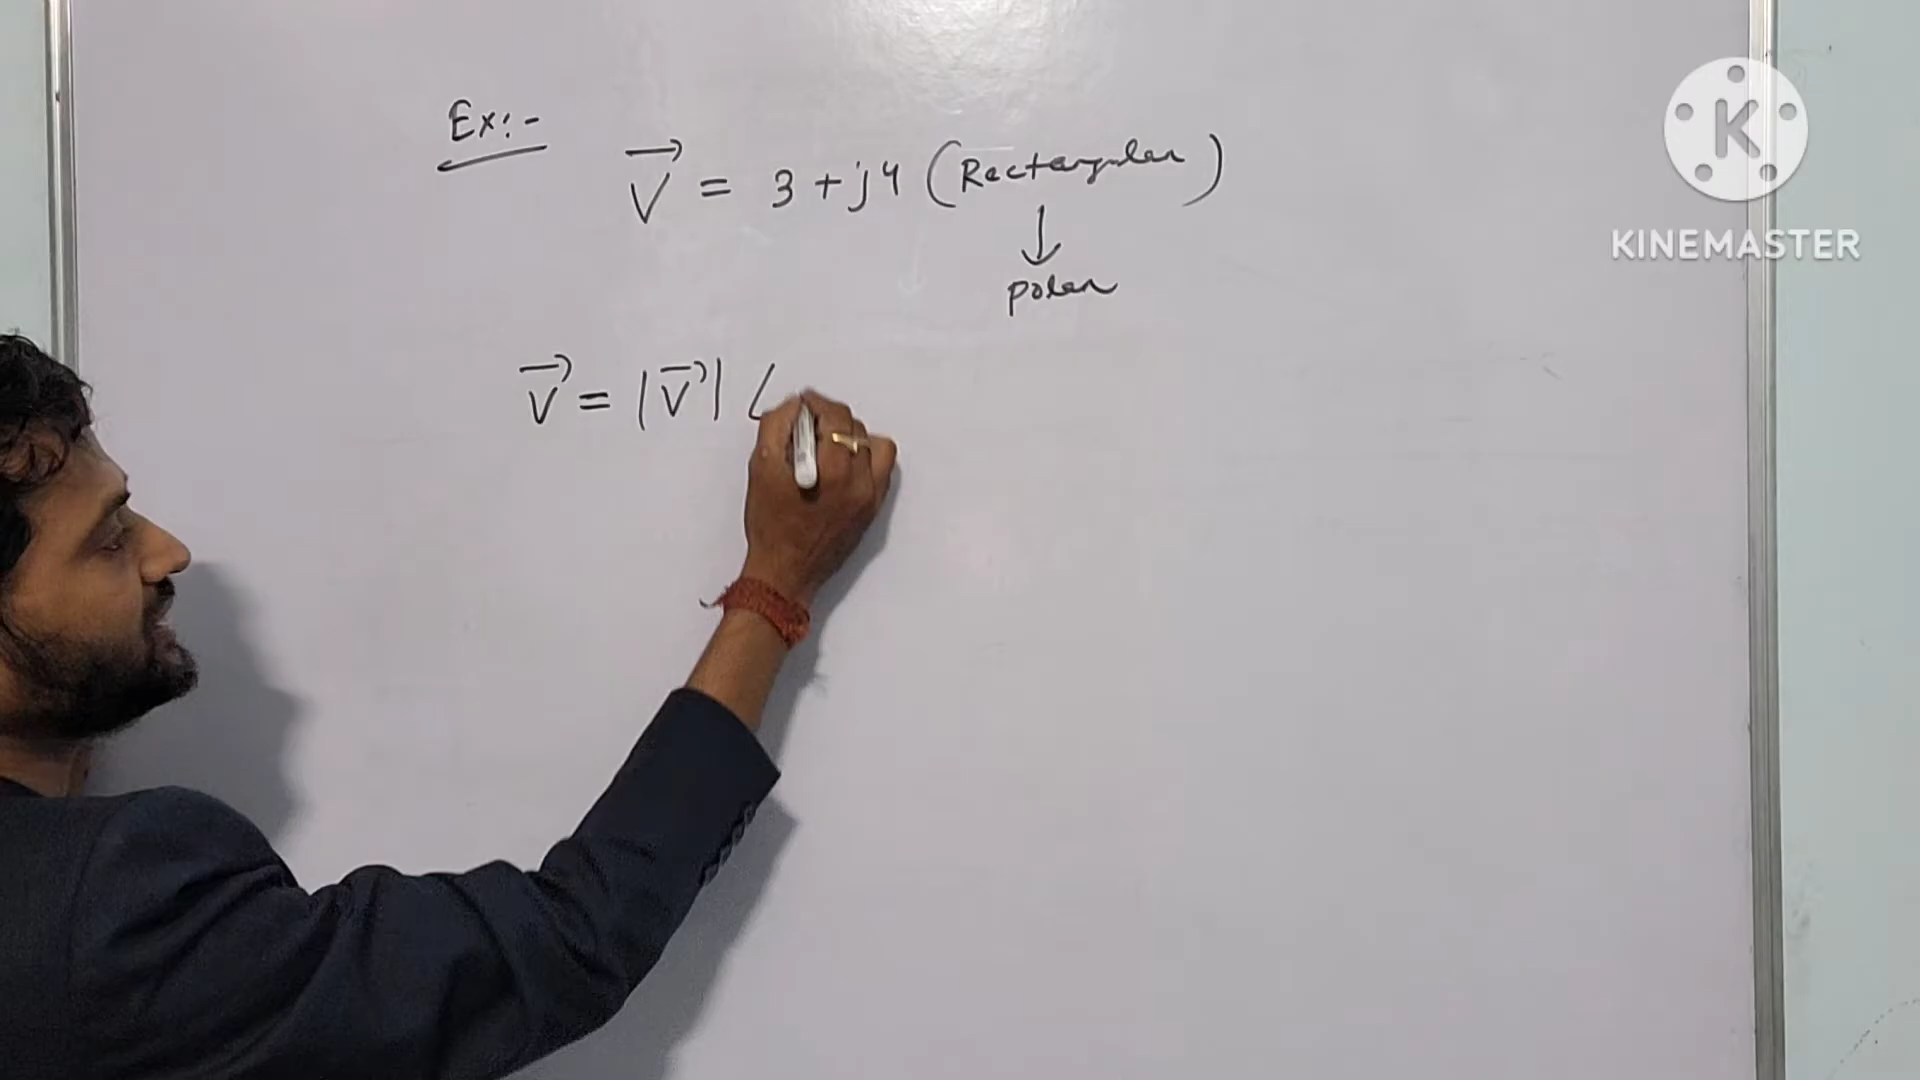 Ex:-
V⃗ = 3 + j4 (Rectangular)
↓
polar
V⃗ = |V⃗| ∠
K
KINEMASTER